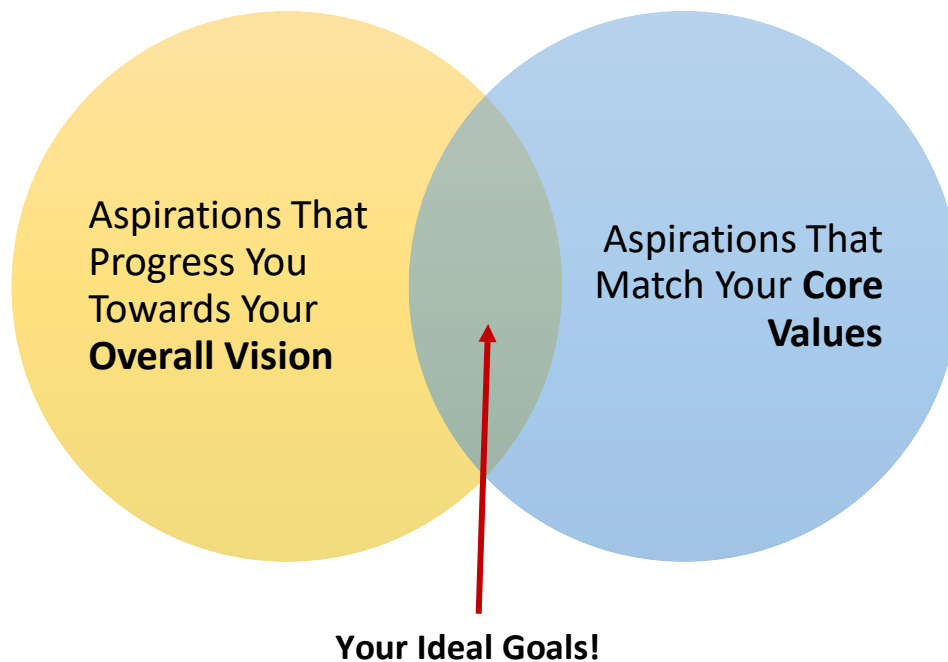 Aspirations That
Progress You
Towards Your
Overall Vision
Aspirations That
Match Your Core
Values
Your Ideal Goals!